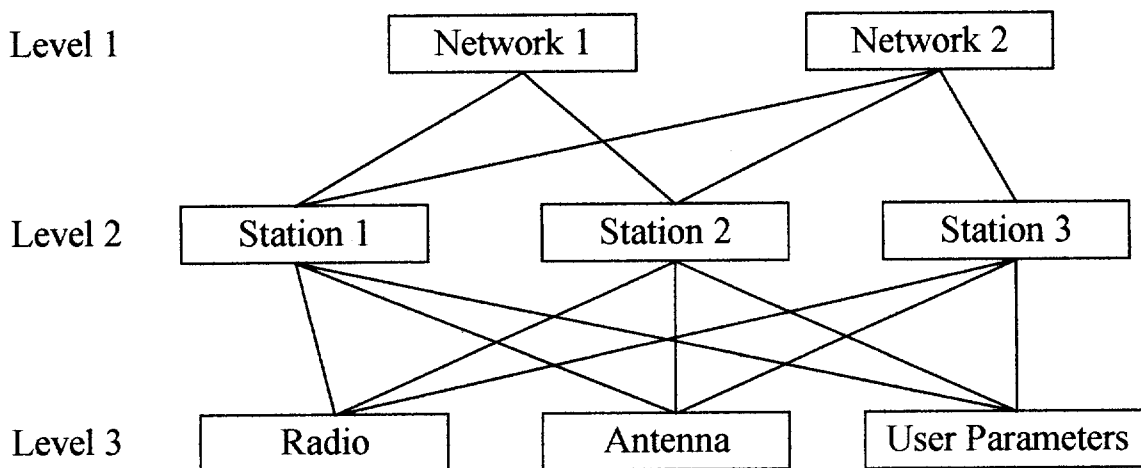 Level 1
Network 1
Network 2
Level 2
Station 1
Station 2
Station 3
Level 3
Radio
Antenna
User Parameters